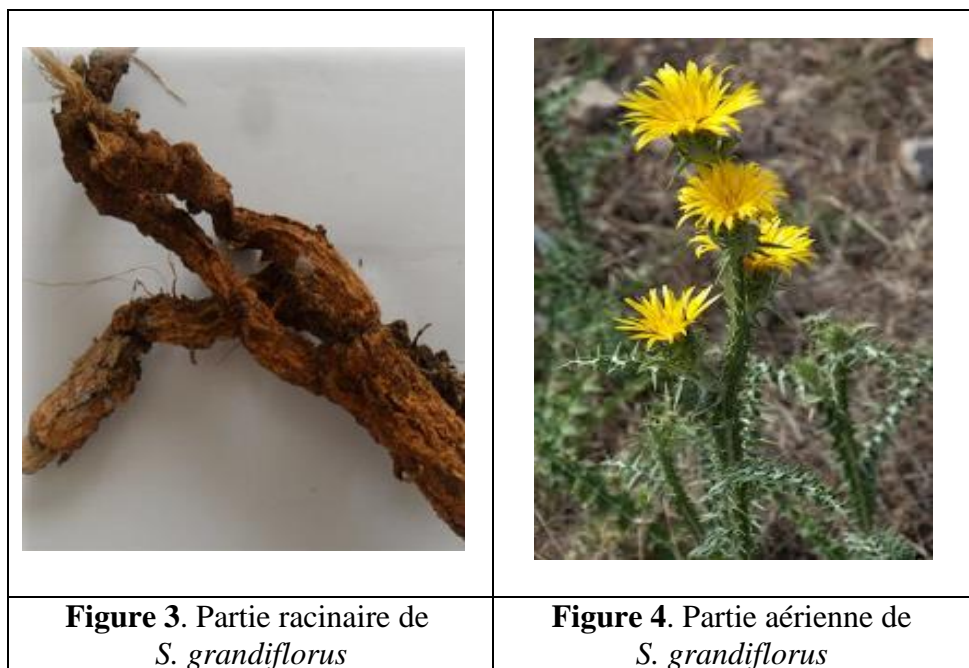 Figure 3. Partie racinaire de
S. grandiflorus
Figure 4. Partie aérienne de
S. grandiflorus